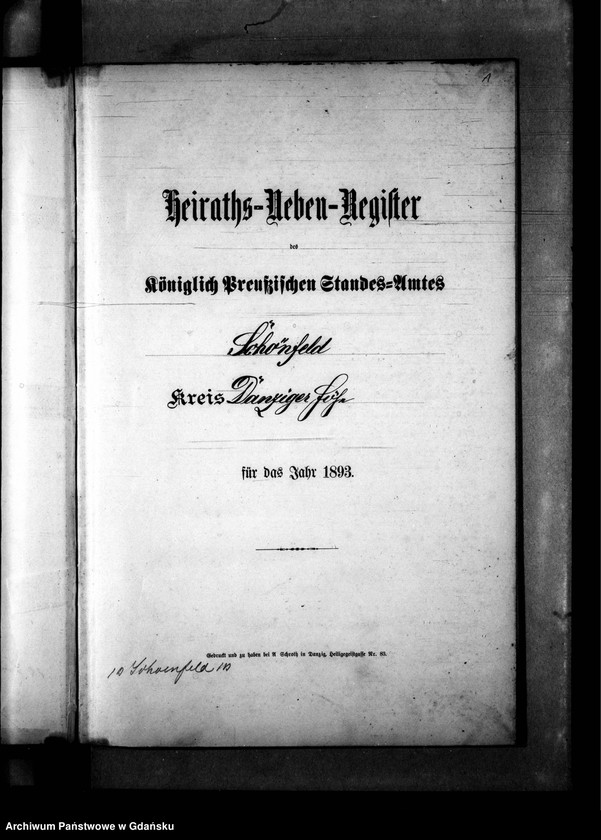 1
Heiraths-Neben-Register
des
Königlich Preußischen Standes-Amtes
Schönfeld
Kreis Danziger Höhe
für das Jahr 1893.
Gedruckt und zu haben bei A Schroth in Danzig, Heiligegeistgasse Nr. 83.
10 Schoenfeld 10
Archiwum Państwowe w Gdańsku